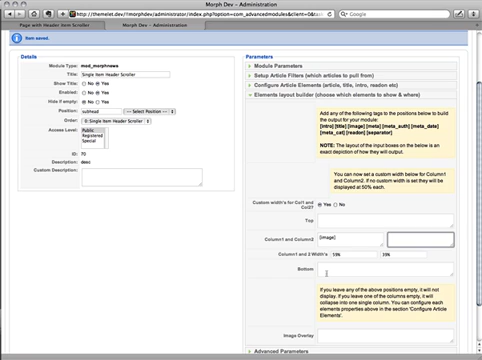 Morph Dev – Administration
http://themelet.dev/!morphdev/administrator/index.php?option=com_advancedmodules&client=0&ta
Google
Page with Header Item Scroller
Morph Dev – Administration
Item saved.
Details
Module Type: mod_morphnews
Title: Single Item Header Scroller
Show Title: No Yes
Enabled: No Yes
Hide if empty: No Yes
Position: subhead -- Select Position --
Order: 0: Single Item Header Scroller
Access Level: Public
Registered
Special
ID: 70
Description: desc
Custom Description:
Parameters
Module Parameters
Setup Article Filters (which articles to pull from)
Configure Article Elements (article, title, intro, readon etc)
Elements layout builder (choose which elements to show & where)
Add any of the following tags to the positions below to build the output for your module:
[intro] [title] [image] [meta] [meta_auth] [meta_date]
[meta_cat] [readon] [separator]
NOTE: The layout of the input boxes on the below is an exact depiction of how they will output.
You can now set a custom width below for Column1 and Column2. If no custom width is set they will be displayed at 50% each.
Custom width's for Col1 and Col2? Yes No
Top
Column1 and Column2 [image]
Column1 and 2 Width's 59% 39%
Bottom
If you leave any of the above positions empty, it will not display. If you leave one of the columns empty, it will collapse into one single column. You can configure each elements properties above in the section 'Configure Article Elements'.
Image Overlay
Advanced Parameters